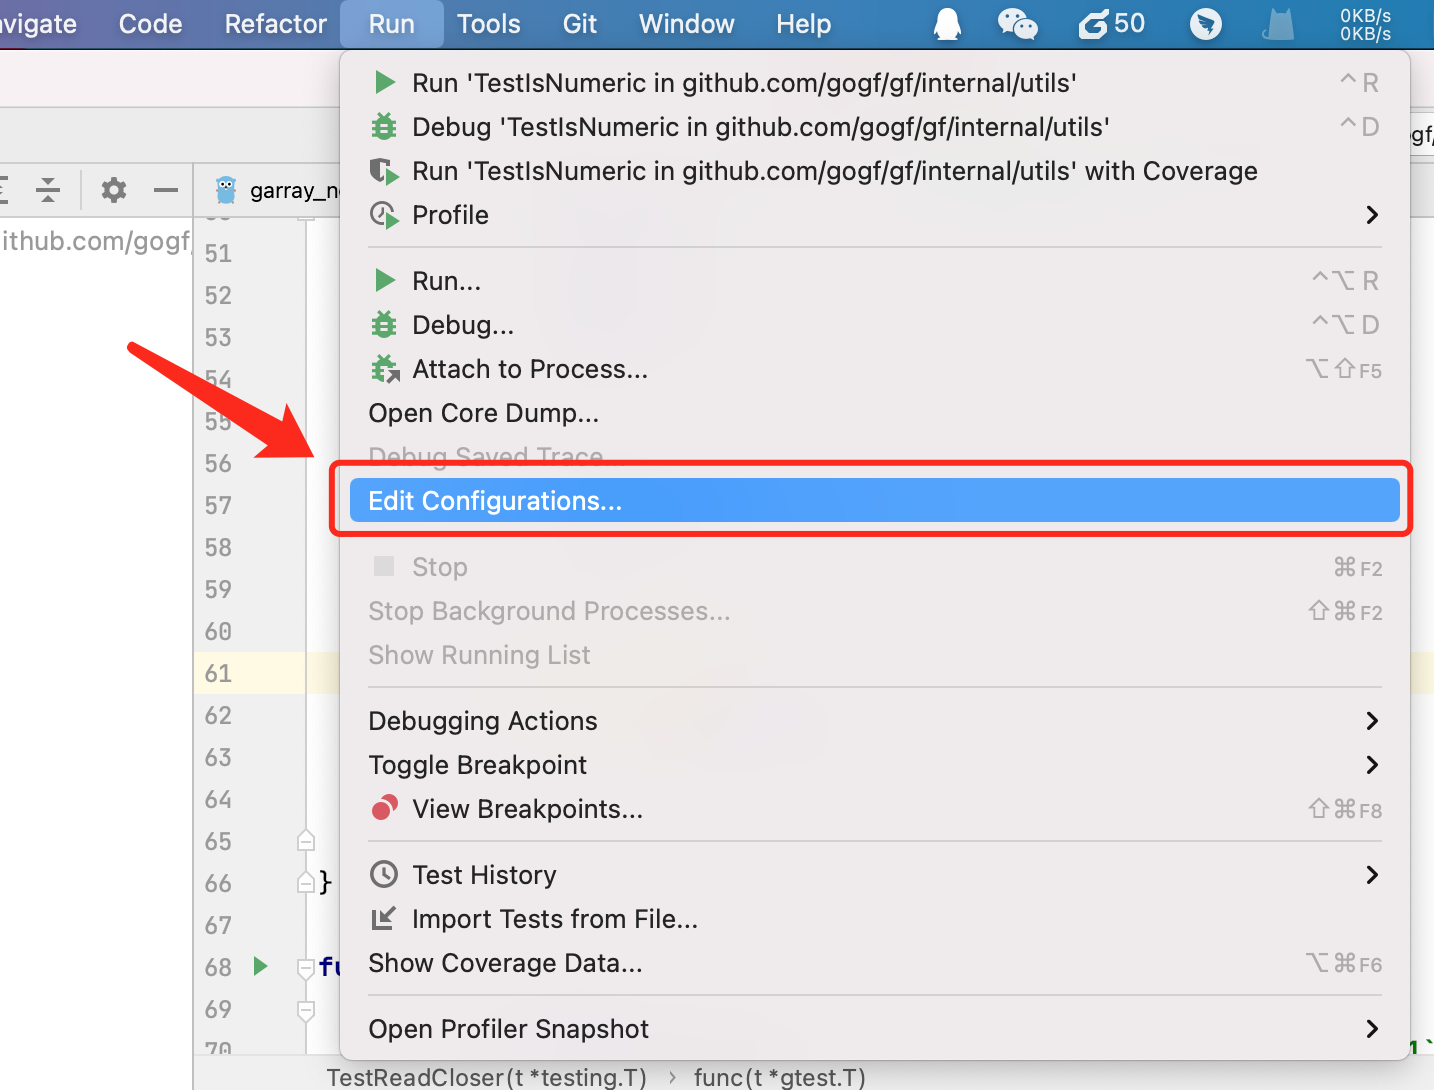 avigate Code Refactor Run Tools Git Window Help 50 0KB/s
0KB/s
Run 'TestIsNumeric in github.com/gogf/gf/internal/utils' ⌃R
Debug 'TestIsNumeric in github.com/gogf/gf/internal/utils' ⌃D
Run 'TestIsNumeric in github.com/gogf/gf/internal/utils' with Coverage
Profile
Run... ⌃⌥R
Debug... ⌃⌥D
Attach to Process... ⌥⇧F5
Open Core Dump...
Debug Saved Trace...
Edit Configurations...
Stop ⌘F2
Stop Background Processes... ⇧⌘F2
Show Running List
Debugging Actions
Toggle Breakpoint
View Breakpoints... ⇧⌘F8
Test History
Import Tests from File...
Show Coverage Data... ⌥⌘F6
Open Profiler Snapshot
gf/
garray_n
ithub.com/gogf/
51
52
53
54
55
56
57
58
59
60
61
62
63
64
65
66 }
67
68 fu
69
70 1`
TestReadCloser(t *testing.T) › func(t *gtest.T)